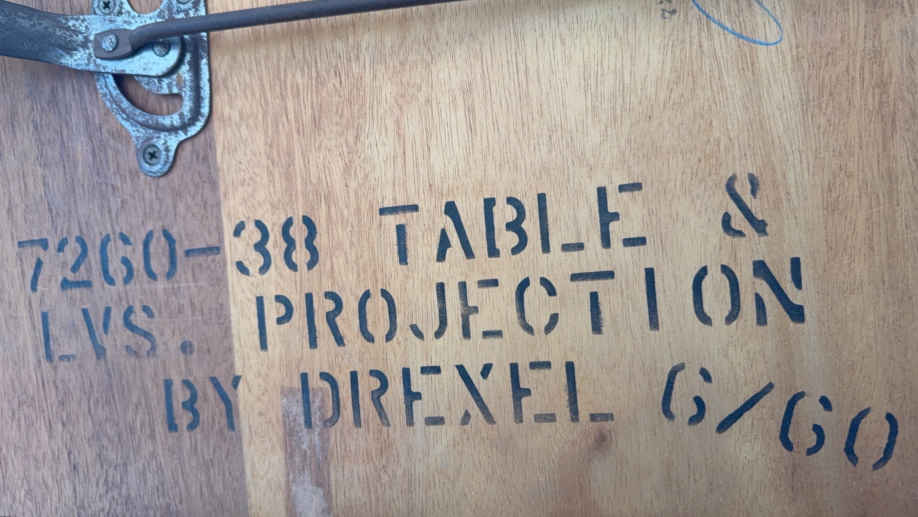 7260-38 TABLE &
LVS. PROJECTION
BY DREXEL 6/60